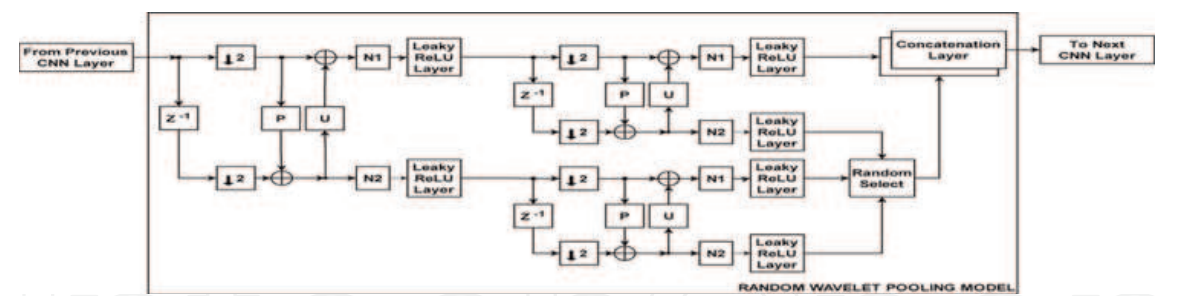 From Previous
CNN Layer
↓2
N1
Leaky
ReLU
Layer
↓2
N1
Leaky
ReLU
Layer
Concatenation
Layer
To Next
CNN Layer
Z -1
P
U
Z -1
P
U
↓2
N2
Leaky
ReLU
Layer
↓2
N2
Leaky
ReLU
Layer
↓2
N1
Leaky
ReLU
Layer
Random
Select
Z -1
P
U
↓2
N2
Leaky
ReLU
Layer
RANDOM WAVELET POOLING MODEL